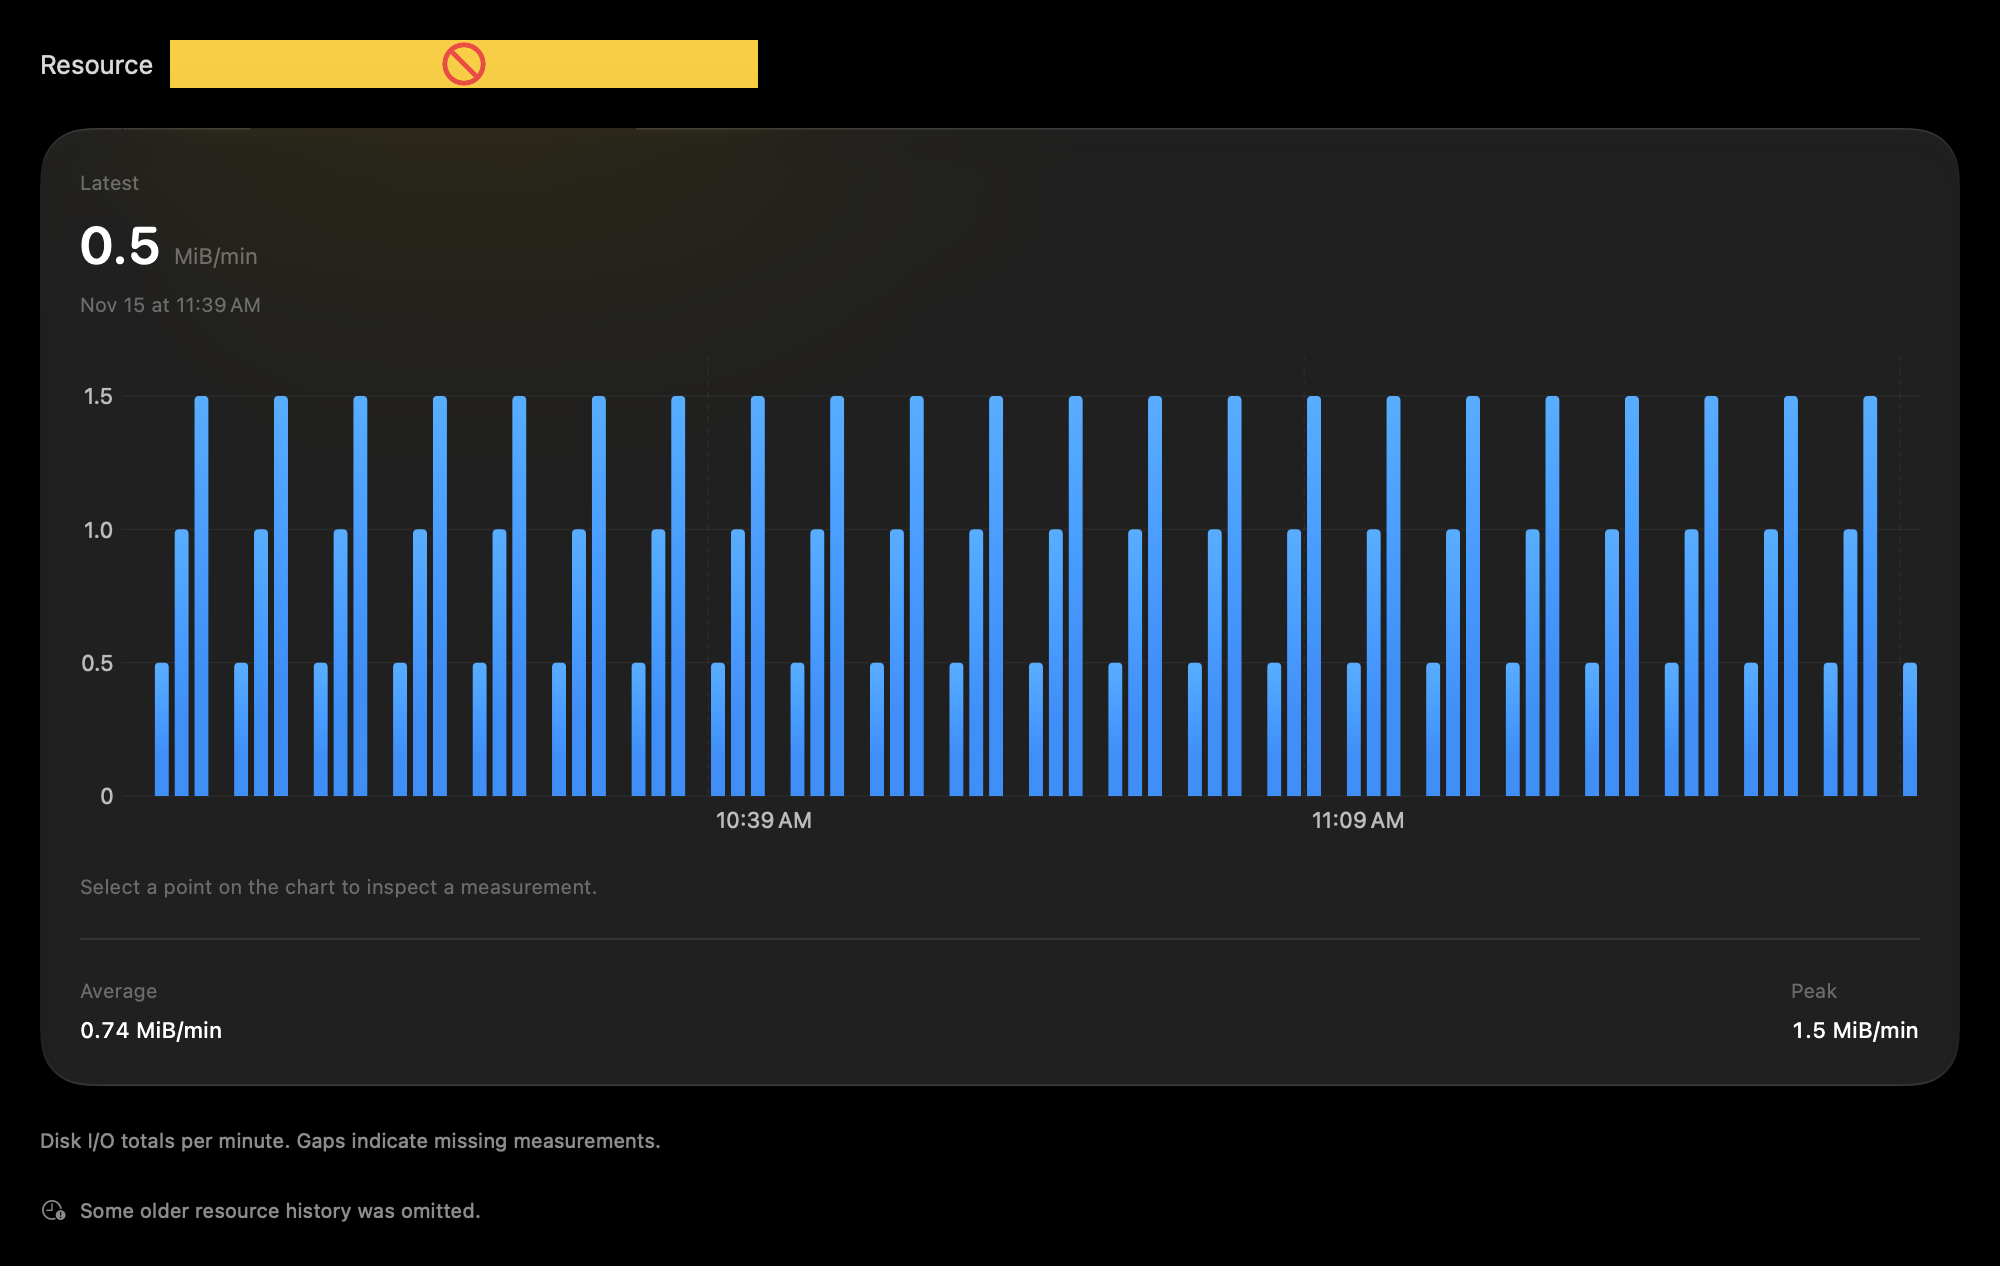 Resource
Latest
0.5 MiB/min
Nov 15 at 11:39 AM
1.5
1.0
0.5
0
10:39 AM
11:09 AM
Select a point on the chart to inspect a measurement.
Average
0.74 MiB/min
Peak
1.5 MiB/min
Disk I/O totals per minute. Gaps indicate missing measurements.
Some older resource history was omitted.